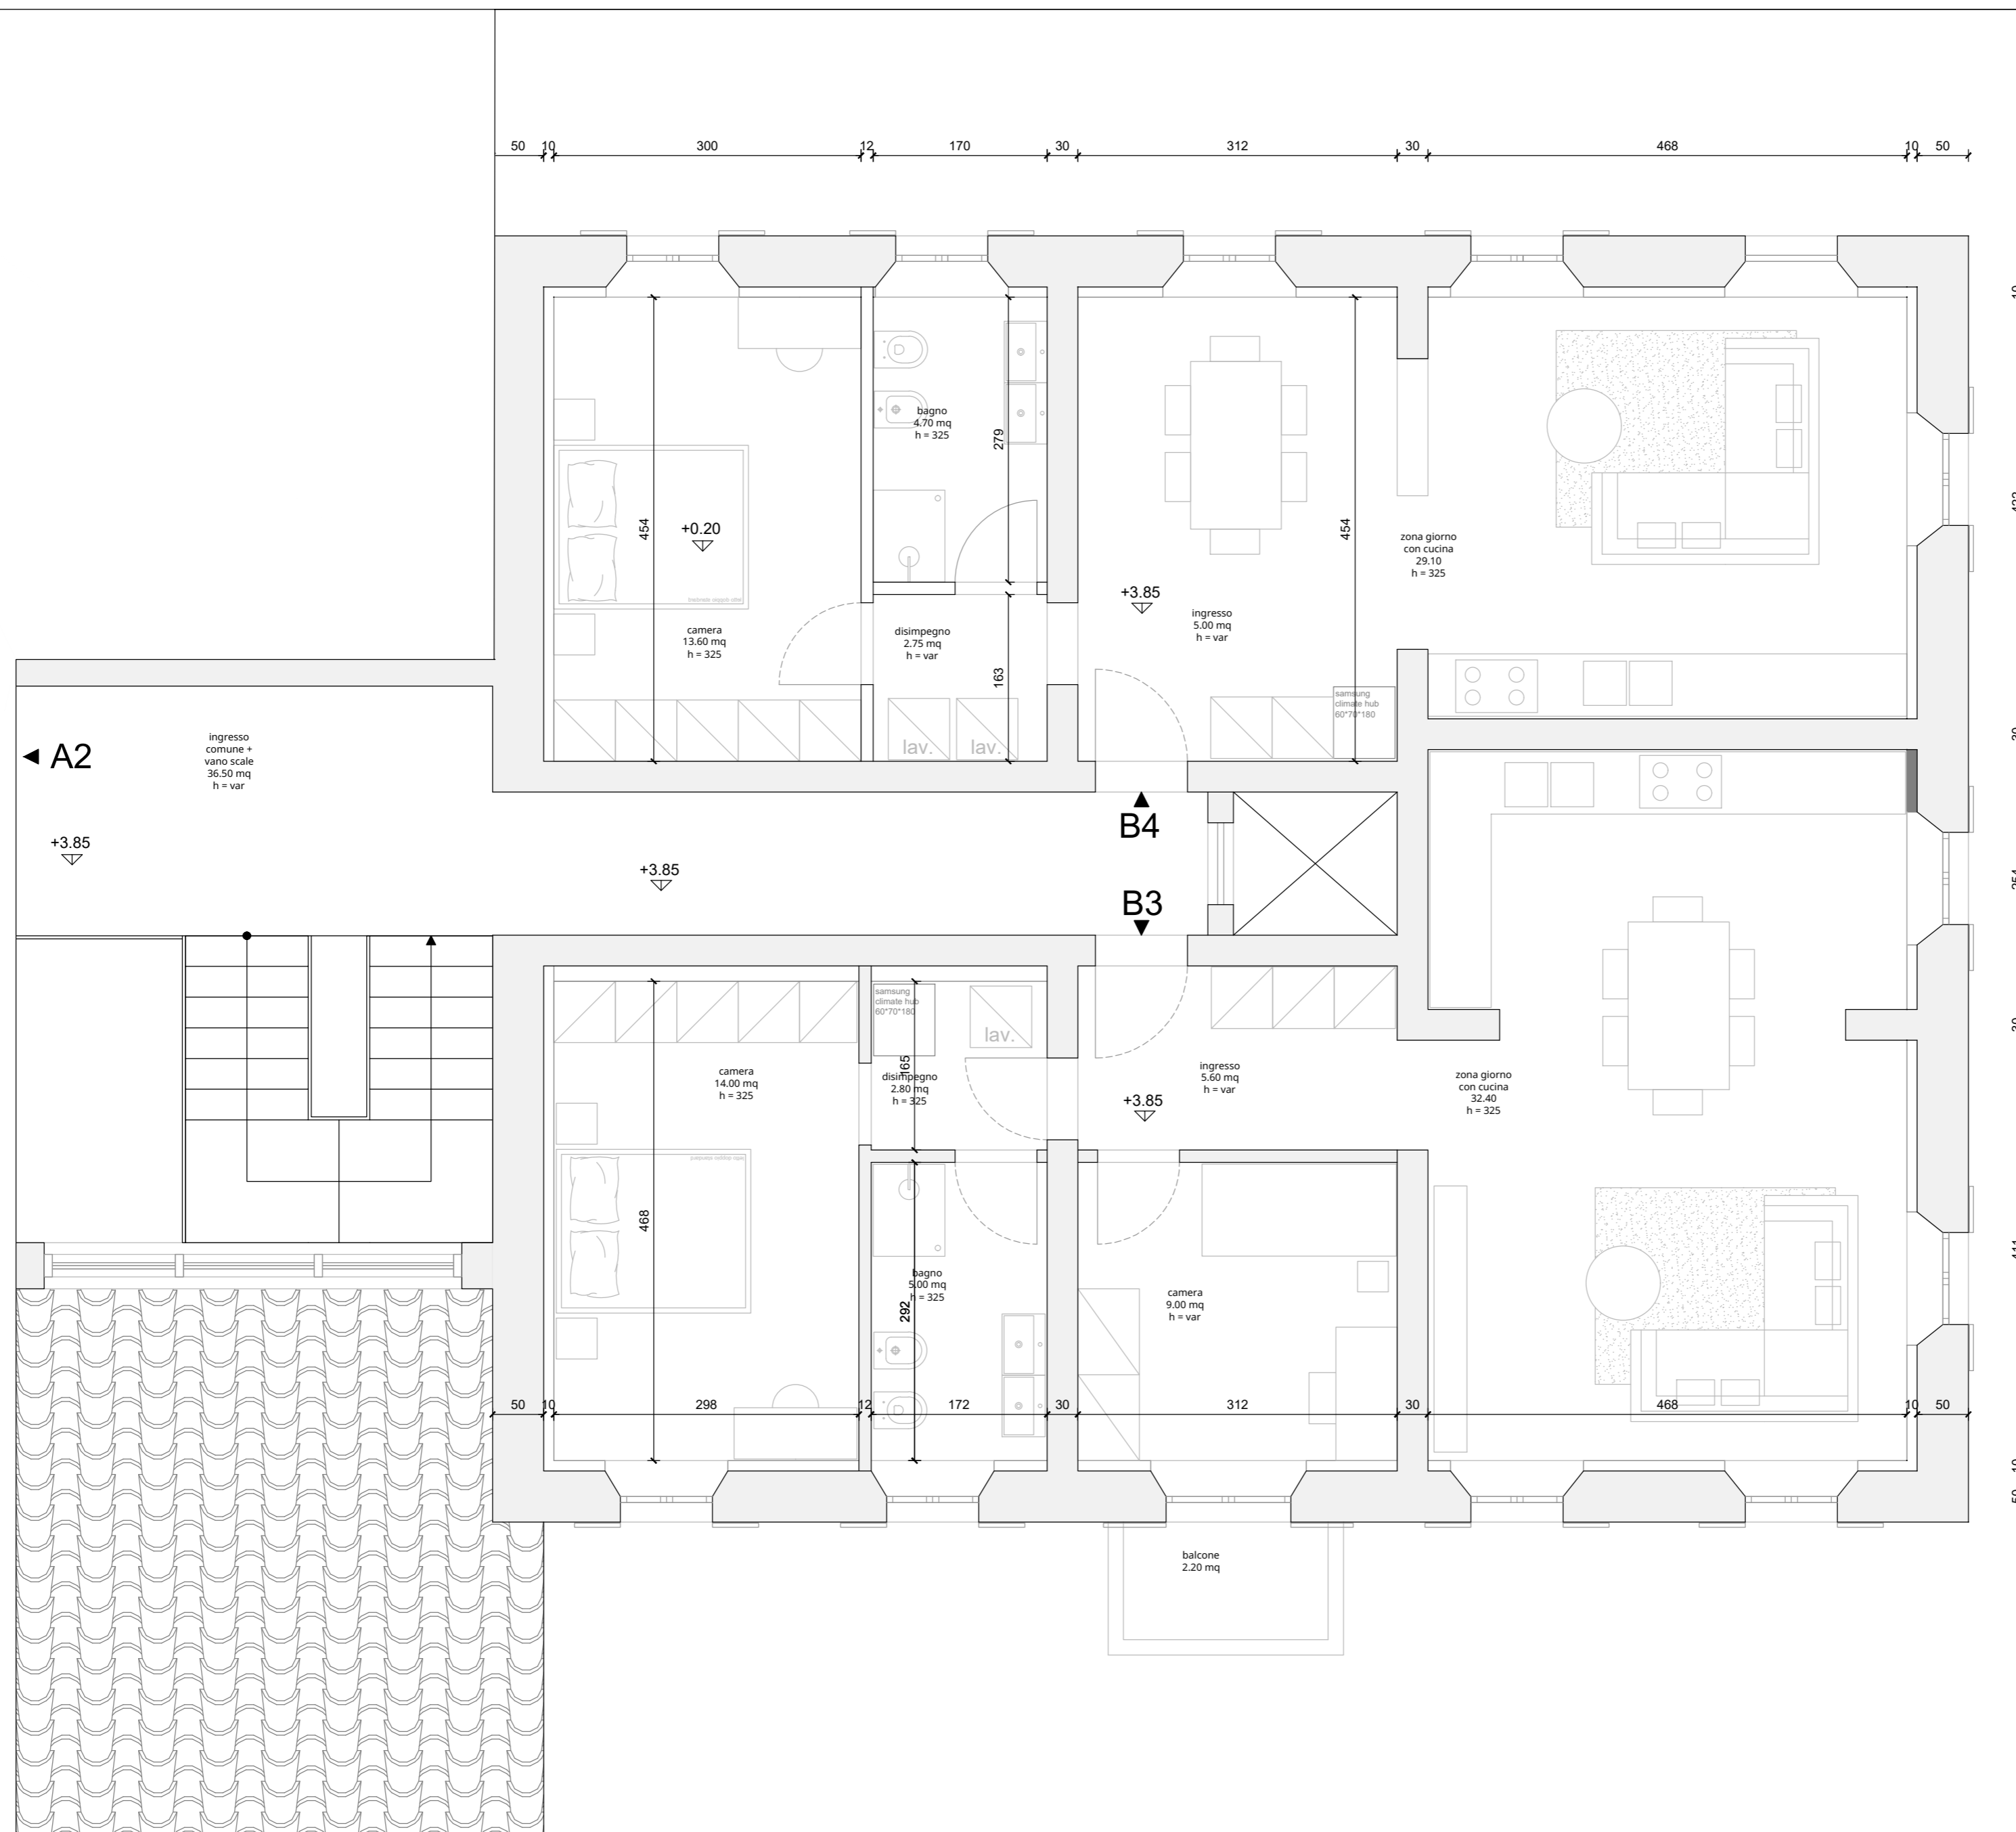 50
10
300
12
170
30
312
30
468
10
50
bagno
4.70 mq
h = 325
279
454
+0.20
454
zona giorno
con cucina
29.10
h = 325
+3.85
ingresso
5.00 mq
h = var
camera
13.60 mq
h = 325
disimpegno
2.75 mq
h = var
163
samsung
climate hub
60*70*180
lav.
lav.
A2
ingresso
comune +
vano scale
36.50 mq
h = var
+3.85
+3.85
B4
B3
samsung
climate hub
60*70*180
lav.
165
camera
14.00 mq
h = 325
disimpegno
2.80 mq
h = 325
ingresso
5.60 mq
h = var
+3.85
zona giorno
con cucina
32.40
h = 325
468
bagno
5.00 mq
h = 325
292
camera
9.00 mq
h = var
50
10
298
12
172
30
312
30
468
10
50
balcone
2.20 mq